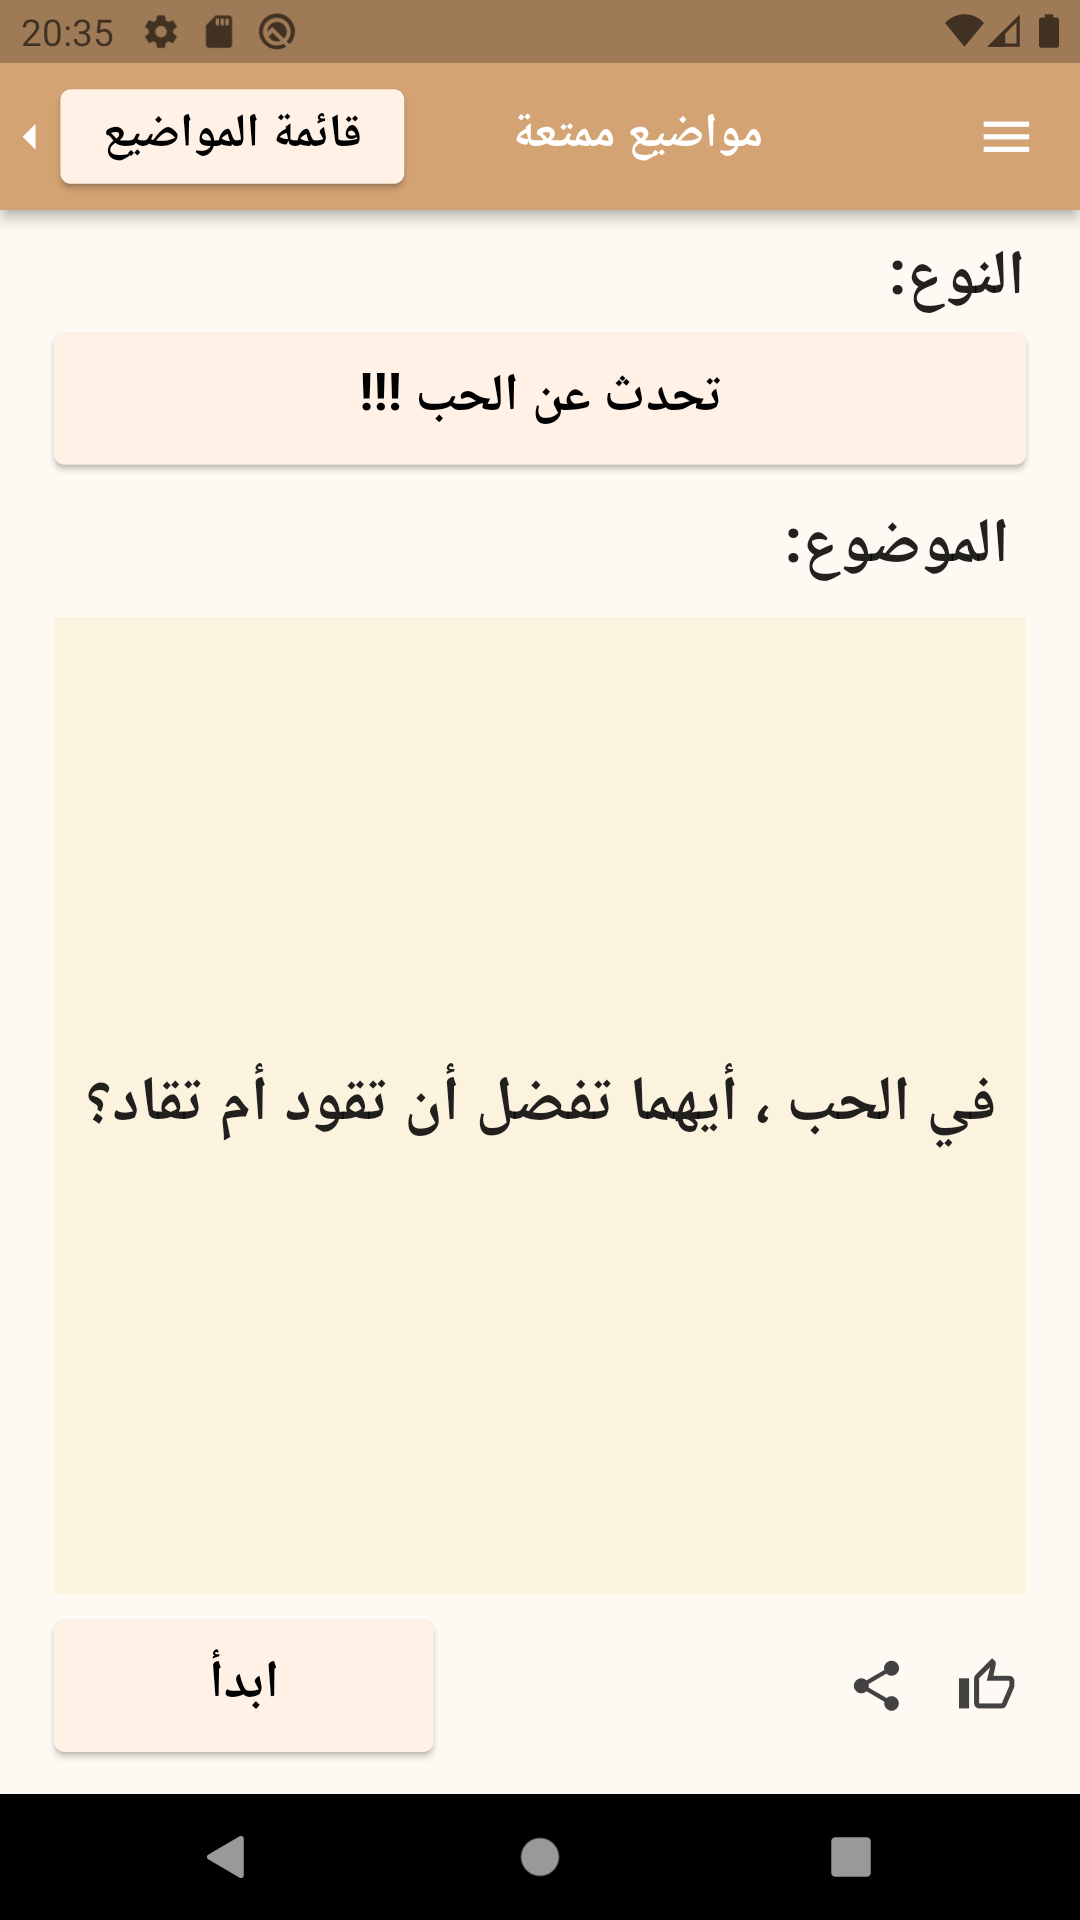 20:35
مواضيع ممتعة
قائمة المواضيع
النوع:
تحدث عن الحب !!!
الموضوع:
في الحب ، أيهما تفضل أن تقود أم تقاد؟
ابدأ